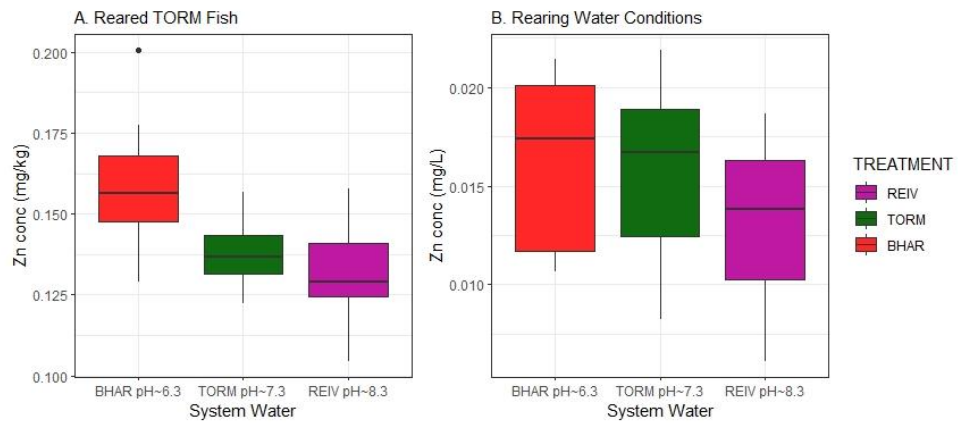 A. Reared TORM Fish
Zn conc (mg/kg)
0.200
0.175
0.150
0.125
0.100
BHAR pH~6.3 TORM pH~7.3 REIV pH~8.3
System Water
B. Rearing Water Conditions
Zn conc (mg/L)
0.020
0.015
0.010
BHAR pH~6.3 TORM pH~7.3 REIV pH~8.3
System Water
TREATMENT
REIV
TORM
BHAR